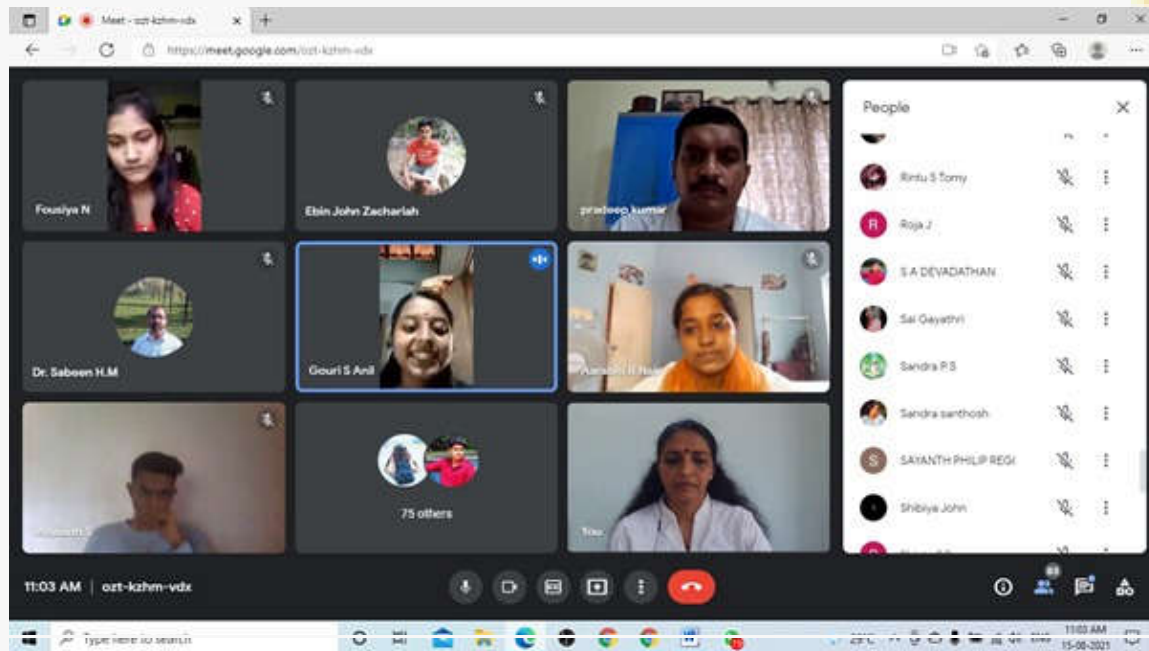 Meet - ozt-kzhm-vdx
https://meet.google.com/ozt-kzhm-vdx
Fousiya N
Ebin John Zachariah
pradeep kumar
Dr. Sabeen H.M
Gouri S Anil
75 others
You
People
Rintu S Tomy
Roja J
S A DEVADATHAN
Sai Gayathri
Sandra P S
Sandra santhosh
SAYANTH PHILIP REGI
Shibiya John
11:03 AM | ozt-kzhm-vdx
Type here to search
29°C
ENG
11:03 AM
15-08-2021